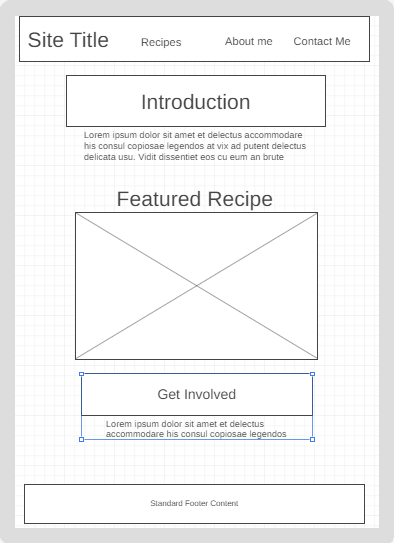 Site Title
Recipes
About me
Contact Me
Introduction
Lorem ipsum dolor sit amet et delectus accommodare
his consul copiosae legendos at vix ad putent delectus
delicata usu. Vidit dissentiet eos cu eum an brute
Featured Recipe
Get Involved
Lorem ipsum dolor sit amet et delectus
accommodare his consul copiosae legendos
Standard Footer Content